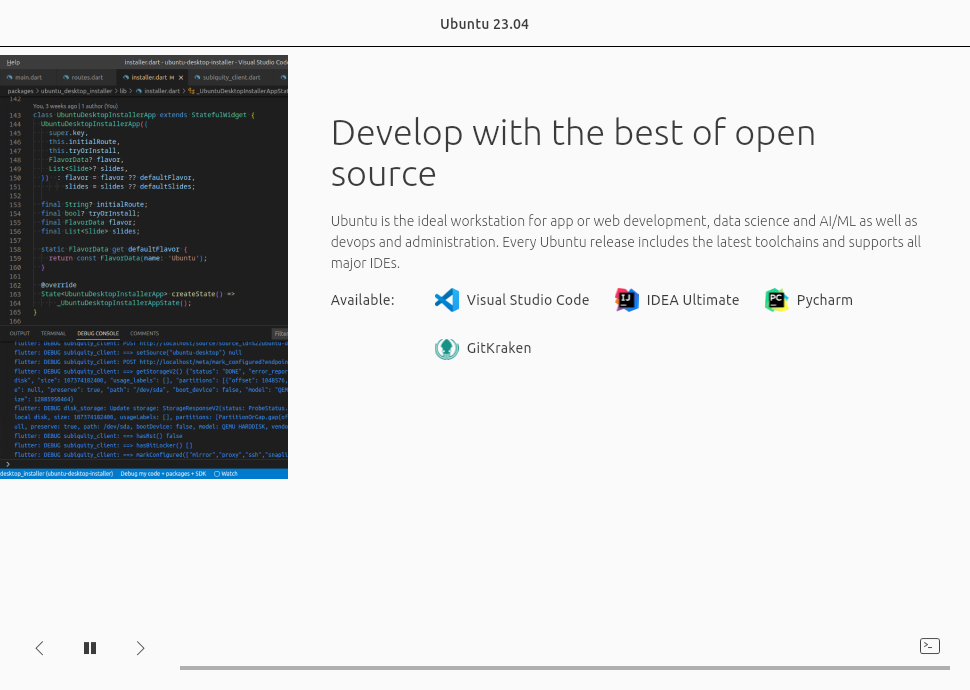 Ubuntu 23.04
Help
installer.dart - ubuntu-desktop-installer - Visual Studio Code
main.dart routes.dart installer.dart M × subiquity_client.dart
packages > ubuntu_desktop_installer > lib > installer.dart > _UbuntuDesktopInstallerAppStat
142
You, 3 weeks ago | 1 author (You)
143 class UbuntuDesktopInstallerApp extends StatefulWidget {
144 UbuntuDesktopInstallerApp({
145 super.key,
146 this.initialRoute,
147 this.tryOrInstall,
148 FlavorData? flavor,
149 List<Slide>? slides,
150 }) : flavor = flavor ?? defaultFlavor,
151 slides = slides ?? defaultSlides;
152
153 final String? initialRoute;
154 final bool? tryOrInstall;
155 final FlavorData flavor;
156 final List<Slide> slides;
157
158 static FlavorData get defaultFlavor {
159 return const FlavorData(name: 'Ubuntu');
160 }
161
162 @override
163 State<UbuntuDesktopInstallerApp> createState() =>
164 _UbuntuDesktopInstallerAppState();
165 }
166
OUTPUT TERMINAL DEBUG CONSOLE COMMENTS Filter
flutter: DEBUG subiquity_client: POST
flutter: DEBUG subiquity_client: ==> setSource("ubuntu-desktop") null
flutter: DEBUG subiquity_client: POST http://localhost/meta/mark_configured?endpoin
flutter: DEBUG subiquity_client: ==> getStorageV2() {"status": "DONE", "error_repor
disk", "size": 107374182400, "usage_labels": [], "partitions": [{"offset": 1048576,
e": null, "preserve": true, "path": "/dev/sda", "boot_device": false, "model": "QEM
ize": 12885950464}
flutter: DEBUG disk_storage: Update storage: StorageResponseV2(status: ProbeStatus.
local disk, size: 107374182400, usageLabels: [], partitions: [PartitionOrGap.gap(of
ull, preserve: true, path: /dev/sda, bootDevice: false, model: QEMU HARDDISK, vendo
flutter: DEBUG subiquity_client: ==> hasRst() false
flutter: DEBUG subiquity_client: ==> hasBitLocker() []
flutter: DEBUG subiquity_client: ==> markConfigured(["mirror","proxy","ssh","snapli
desktop_installer (ubuntu-desktop-installer) Debug my code + packages + SDK Watch
Develop with the best of open
source
Ubuntu is the ideal workstation for app or web development, data science and AI/ML as well as
devops and administration. Every Ubuntu release includes the latest toolchains and supports all
major IDEs.
Available: Visual Studio Code IDEA Ultimate Pycharm
GitKraken